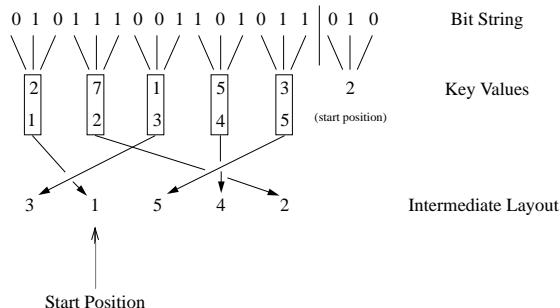 0 1 0 1 1 1 0 0 1 1 0 1 0 1 1 0 1 0 Bit String
2 7 1 5 3 2 Key Values
1 2 3 4 5 (start position)
3 1 5 4 2 Intermediate Layout
Start Position